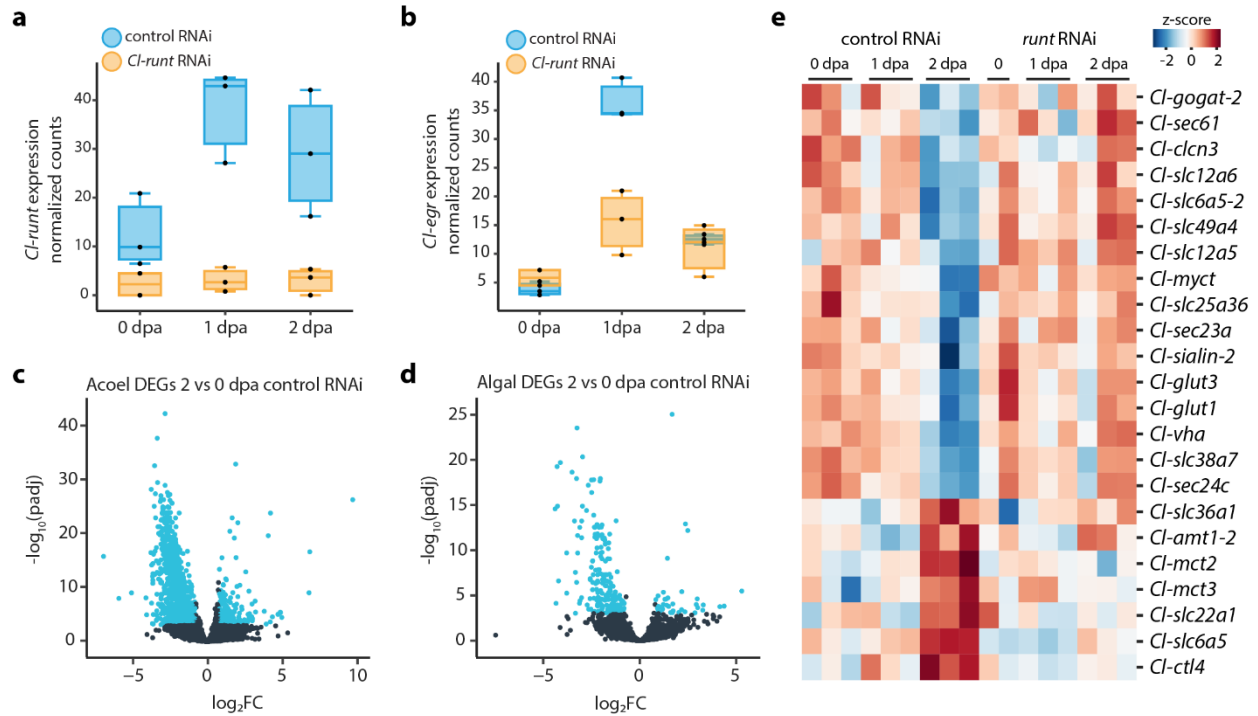 a
control RNAi
Cl-runt RNAi
Cl-runt expression
normalized counts
40
30
20
10
0
0 dpa
1 dpa
2 dpa
b
control RNAi
Cl-runt RNAi
Cl-egr expression
normalized counts
40
35
30
25
20
15
10
5
0 dpa
1dpa
2 dpa
c
Acoel DEGs 2 vs 0 dpa control RNAi
-log10(padj)
40
30
20
10
0
−5
0
5
10
log2FC
d
Algal DEGs 2 vs 0 dpa control RNAi
-log10(padj)
25
20
15
10
5
0
−5
0
5
log2FC
e
z-score
-2 0 2
control RNAi
runt RNAi
0 dpa 1 dpa 2 dpa 0 1 dpa 2 dpa
Cl-gogat-2
Cl-sec61
Cl-clcn3
Cl-slc12a6
Cl-slc6a5-2
Cl-slc49a4
Cl-slc12a5
Cl-myct
Cl-slc25a36
Cl-sec23a
Cl-sialin-2
Cl-glut3
Cl-glut1
Cl-vha
Cl-slc38a7
Cl-sec24c
Cl-slc36a1
Cl-amt1-2
Cl-mct2
Cl-mct3
Cl-slc22a1
Cl-slc6a5
Cl-ctl4